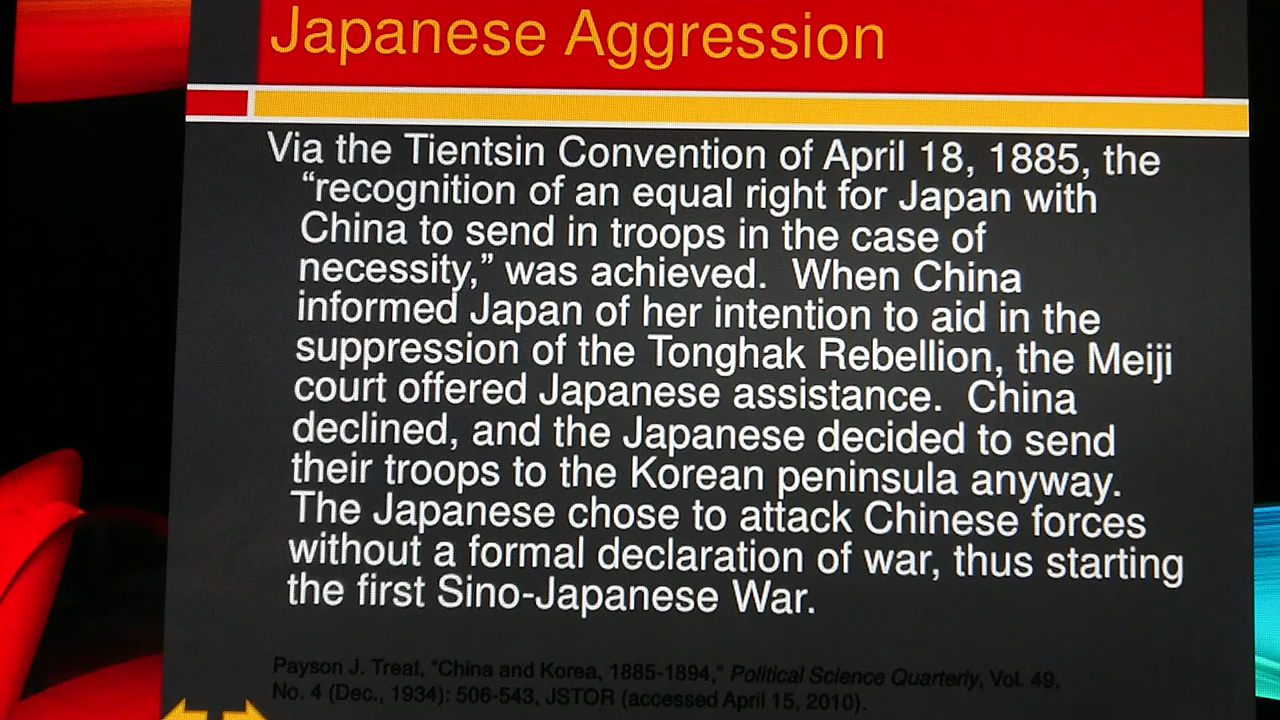 Japanese Aggression
Via the Tientsin Convention of April 18, 1885, the
“recognition of an equal right for Japan with
China to send in troops in the case of
necessity,” was achieved.  When China
informed Japan of her intention to aid in the
suppression of the Tonghak Rebellion, the Meiji
court offered Japanese assistance.  China
declined, and the Japanese decided to send
their troops to the Korean peninsula anyway.
The Japanese chose to attack Chinese forces
without a formal declaration of war, thus starting
the first Sino-Japanese War.
Payson J. Treat, “China and Korea, 1885-1894,” Political Science Quarterly, Vol. 49,
No. 4 (Dec., 1934): 506-543, JSTOR (accessed April 15, 2010).